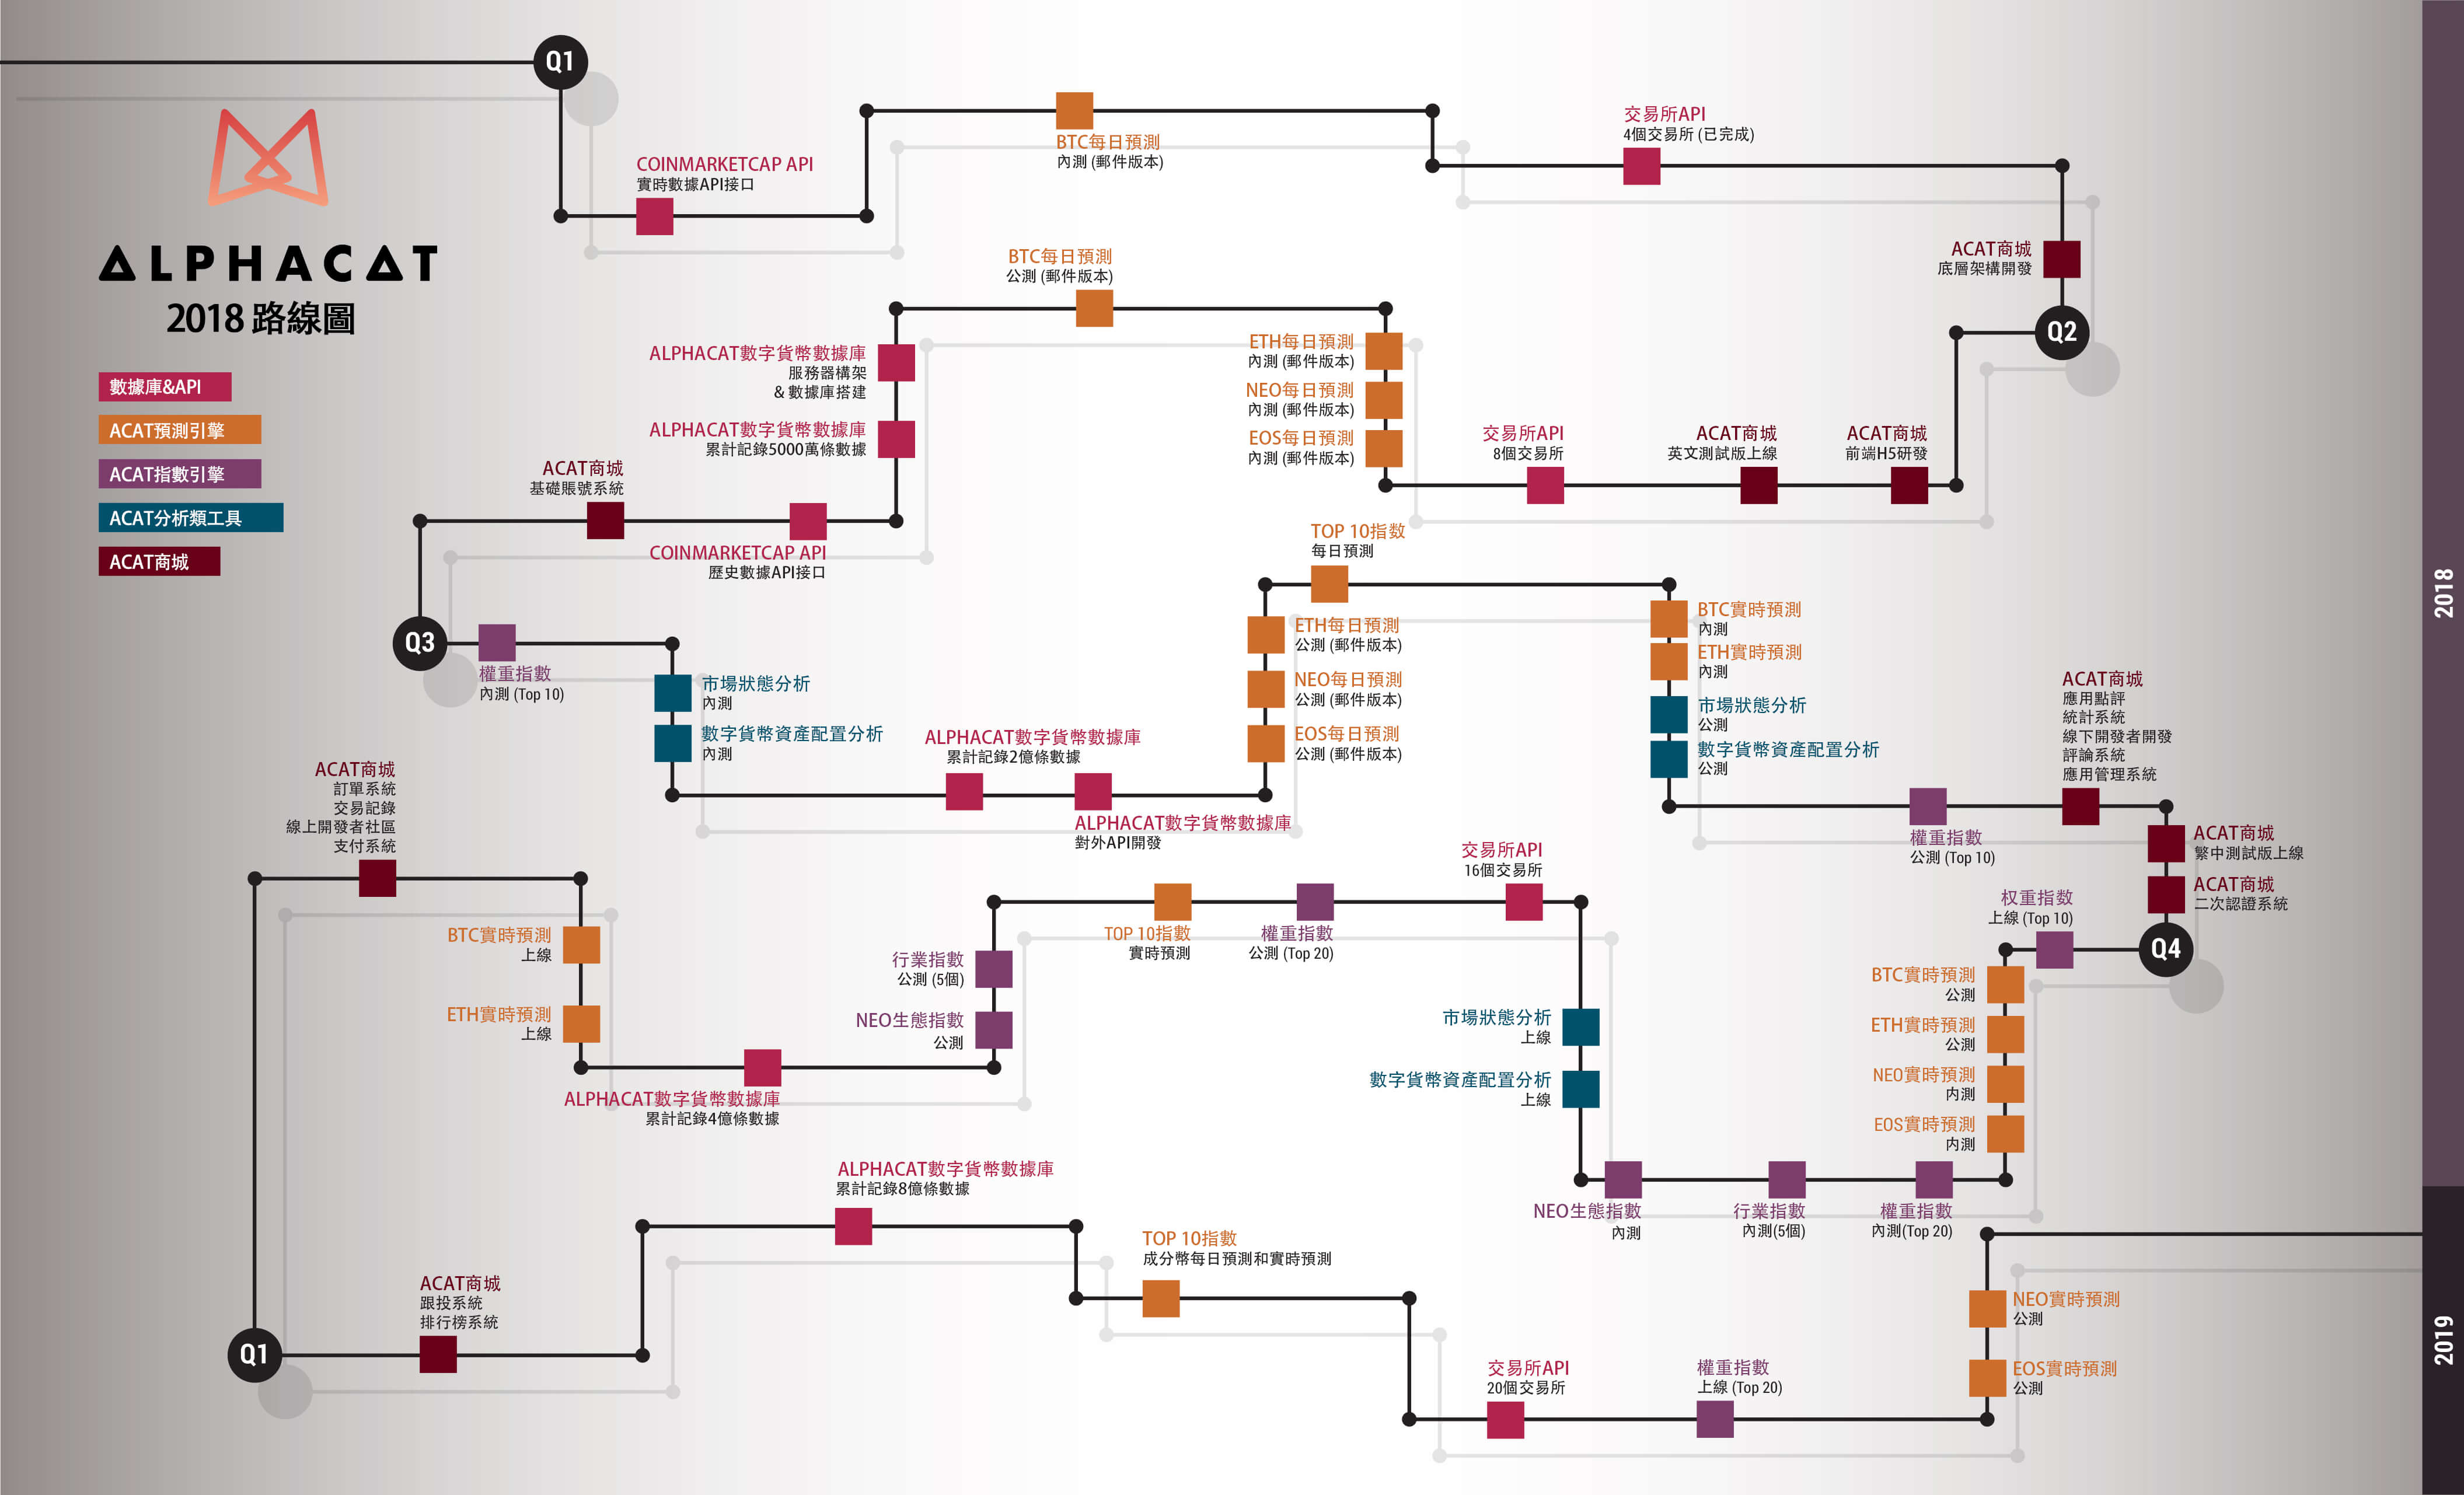 Q1
COINMARKETCAP API
實時數據API接口
BTC每日預測
內測 (郵件版本)
交易所API
4個交易所 (已完成)
ALPHACAT
2018 路線圖
數據庫&API
ACAT預測引擎
ACAT指數引擎
ACAT分析類工具
ACAT商城
ACAT商城
底層架構開發
Q2
ACAT商城
前端H5研發
ACAT商城
英文測試版上線
交易所API
8個交易所
ETH每日預測
內測 (郵件版本)
NEO每日預測
內測 (郵件版本)
EOS每日預測
內測 (郵件版本)
BTC每日預測
公測 (郵件版本)
ALPHACAT數字貨幣數據庫
服務器構架
& 數據庫搭建
ALPHACAT數字貨幣數據庫
累計記錄5000萬條數據
COINMARKETCAP API
歷史數據API接口
ACAT商城
基礎賬號系統
Q3
權重指數
內測 (Top 10)
市場狀態分析
內測
數字貨幣資產配置分析
內測
ALPHACAT數字貨幣數據庫
累計記錄2億條數據
ALPHACAT數字貨幣數據庫
對外API開發
ETH每日預測
公測 (郵件版本)
NEO每日預測
公測 (郵件版本)
EOS每日預測
公測 (郵件版本)
TOP 10指数
每日預測
BTC實時預測
內測
ETH實時預測
內測
市場狀態分析
公測
數字貨幣資產配置分析
公測
權重指數
公測 (Top 10)
ACAT商城
應用點評
統計系統
線下開發者開發
評論系統
應用管理系統
ACAT商城
繁中測試版上線
ACAT商城
二次認證系統
Q4
权重指数
上線 (Top 10)
BTC實時預測
公測
ETH實時預測
公測
NEO實時預測
內測
EOS實時預測
內測
權重指數
內測(Top 20)
行業指數
內測(5個)
NEO生態指數
內測
數字貨幣資產配置分析
上線
市場狀態分析
上線
交易所API
16個交易所
權重指數
公測 (Top 20)
TOP 10指數
實時預測
行業指數
公測 (5個)
NEO生態指數
公測
ALPHACAT數字貨幣數據庫
累計記錄4億條數據
ETH實時預測
上線
BTC實時預測
上線
ACAT商城
訂單系統
交易記錄
線上開發者社區
支付系統
Q1
ACAT商城
跟投系統
排行榜系統
ALPHACAT數字貨幣數據庫
累計記錄8億條數據
TOP 10指數
成分幣每日預測和實時預測
交易所API
20個交易所
權重指數
上線 (Top 20)
EOS實時預測
公測
NEO實時預測
公測
2018
2019